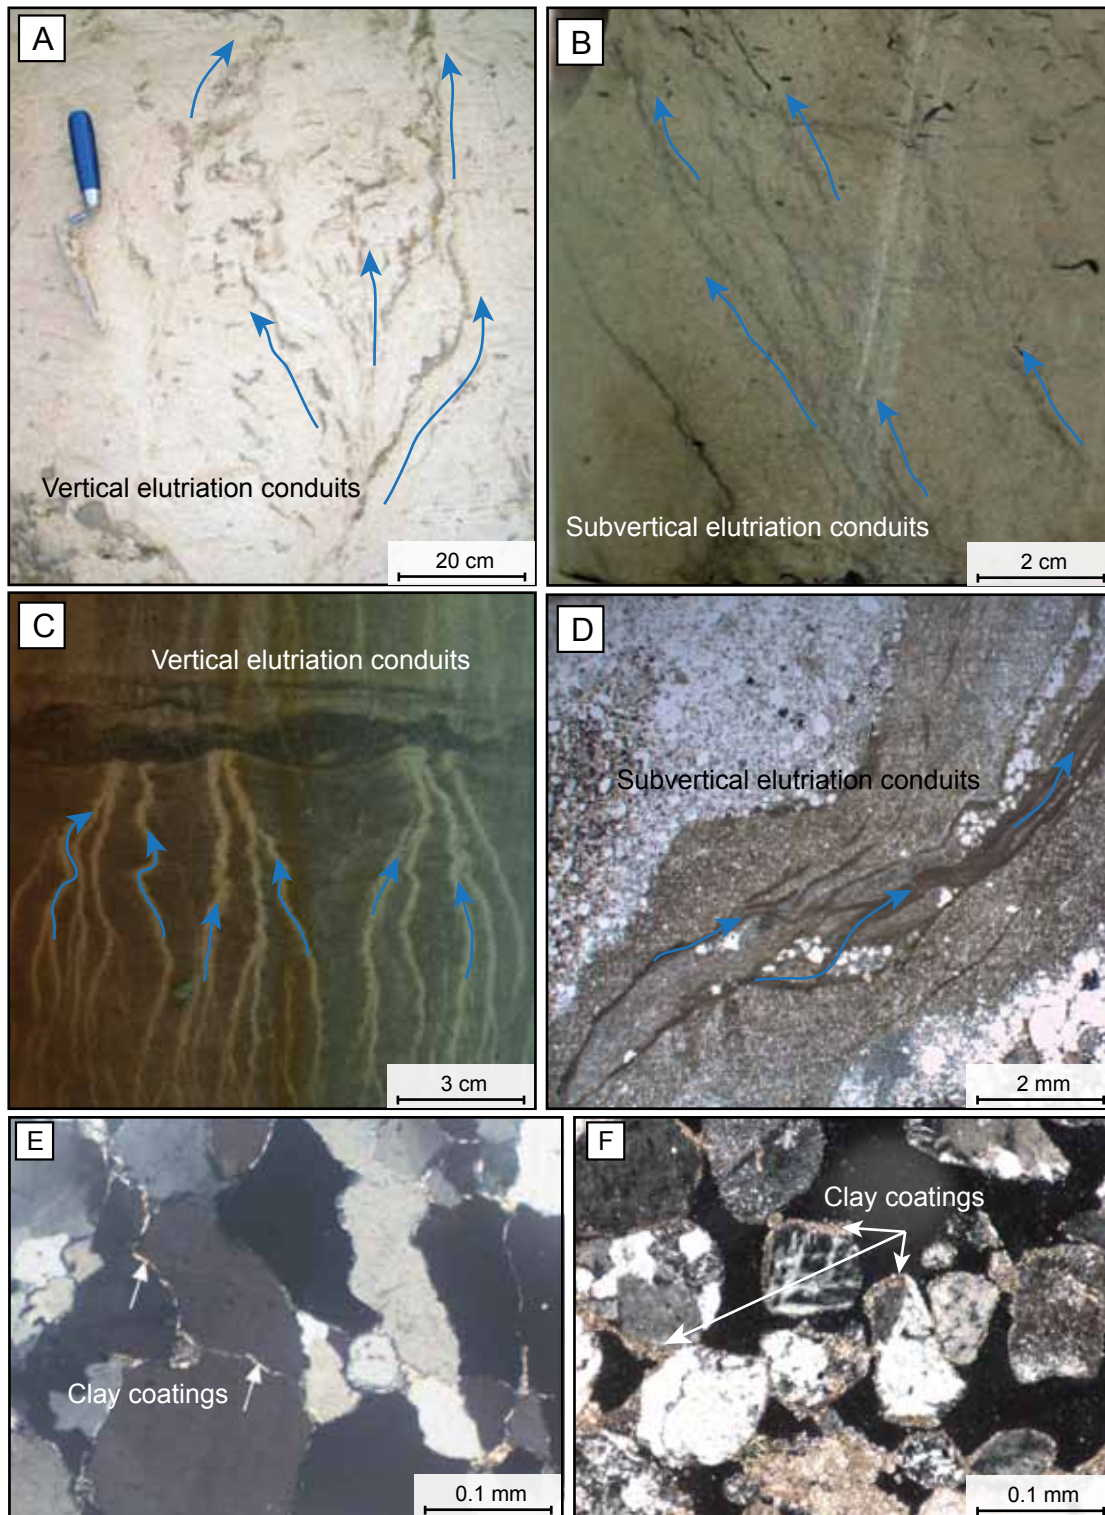 A
Vertical elutriation conduits
20 cm
B
Subvertical elutriation conduits
2 cm
C
Vertical elutriation conduits
3 cm
D
Subvertical elutriation conduits
2 mm
E
Clay coatings
0.1 mm
F
Clay coatings
0.1 mm